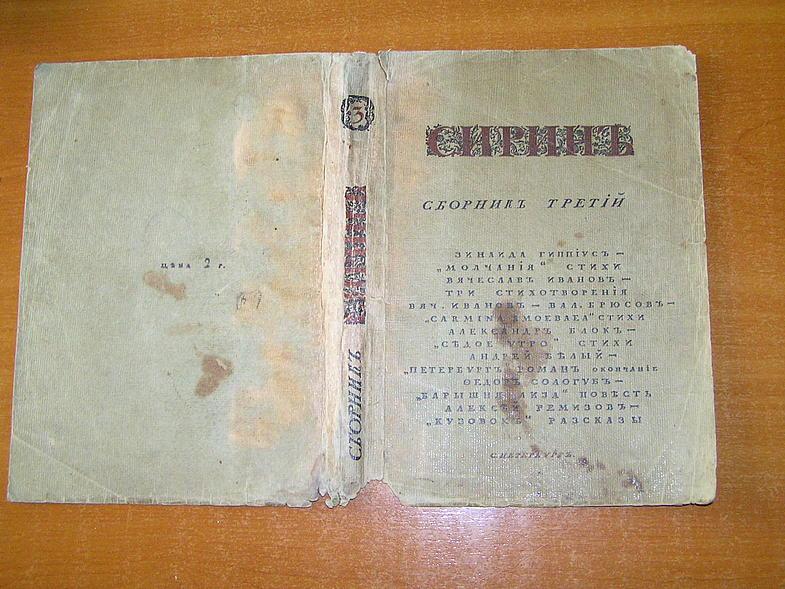 ЦѢНА 2 р.
3
СИРИНЪ
СБОРНИКЪ
СИРИНЪ
СБОРНИКЪ ТРЕТІЙ
ЗИНАИДА ГИППІУСЪ —
„МОЛЧАНІЯ“ СТИХИ
ВЯЧЕСЛАВЪ ИВАНОВЪ —
ТРИ СТИХОТВОРЕНІЯ
ВЯЧ. ИВАНОВЪ — ВАЛ. БРЮСОВЪ —
„CARMINA AMOEBAEA“ СТИХИ
АЛЕКСАНДРЪ БЛОКЪ —
„СѢДОЕ УТРО“ СТИХИ
АНДРЕЙ БѢЛЫЙ —
„ПЕТЕРБУРГЪ“ РОМАНЪ окончаніе
ѲЕДОРЪ СОЛОГУБЪ —
„БАРЫШНЯ ЛИЗА“ ПОВѢСТЬ
АЛЕКСѢЙ РЕМИЗОВЪ —
„КУЗОВОКЪ“ РАЗСКАЗЫ
С.ПЕТЕРБУРГЪ.